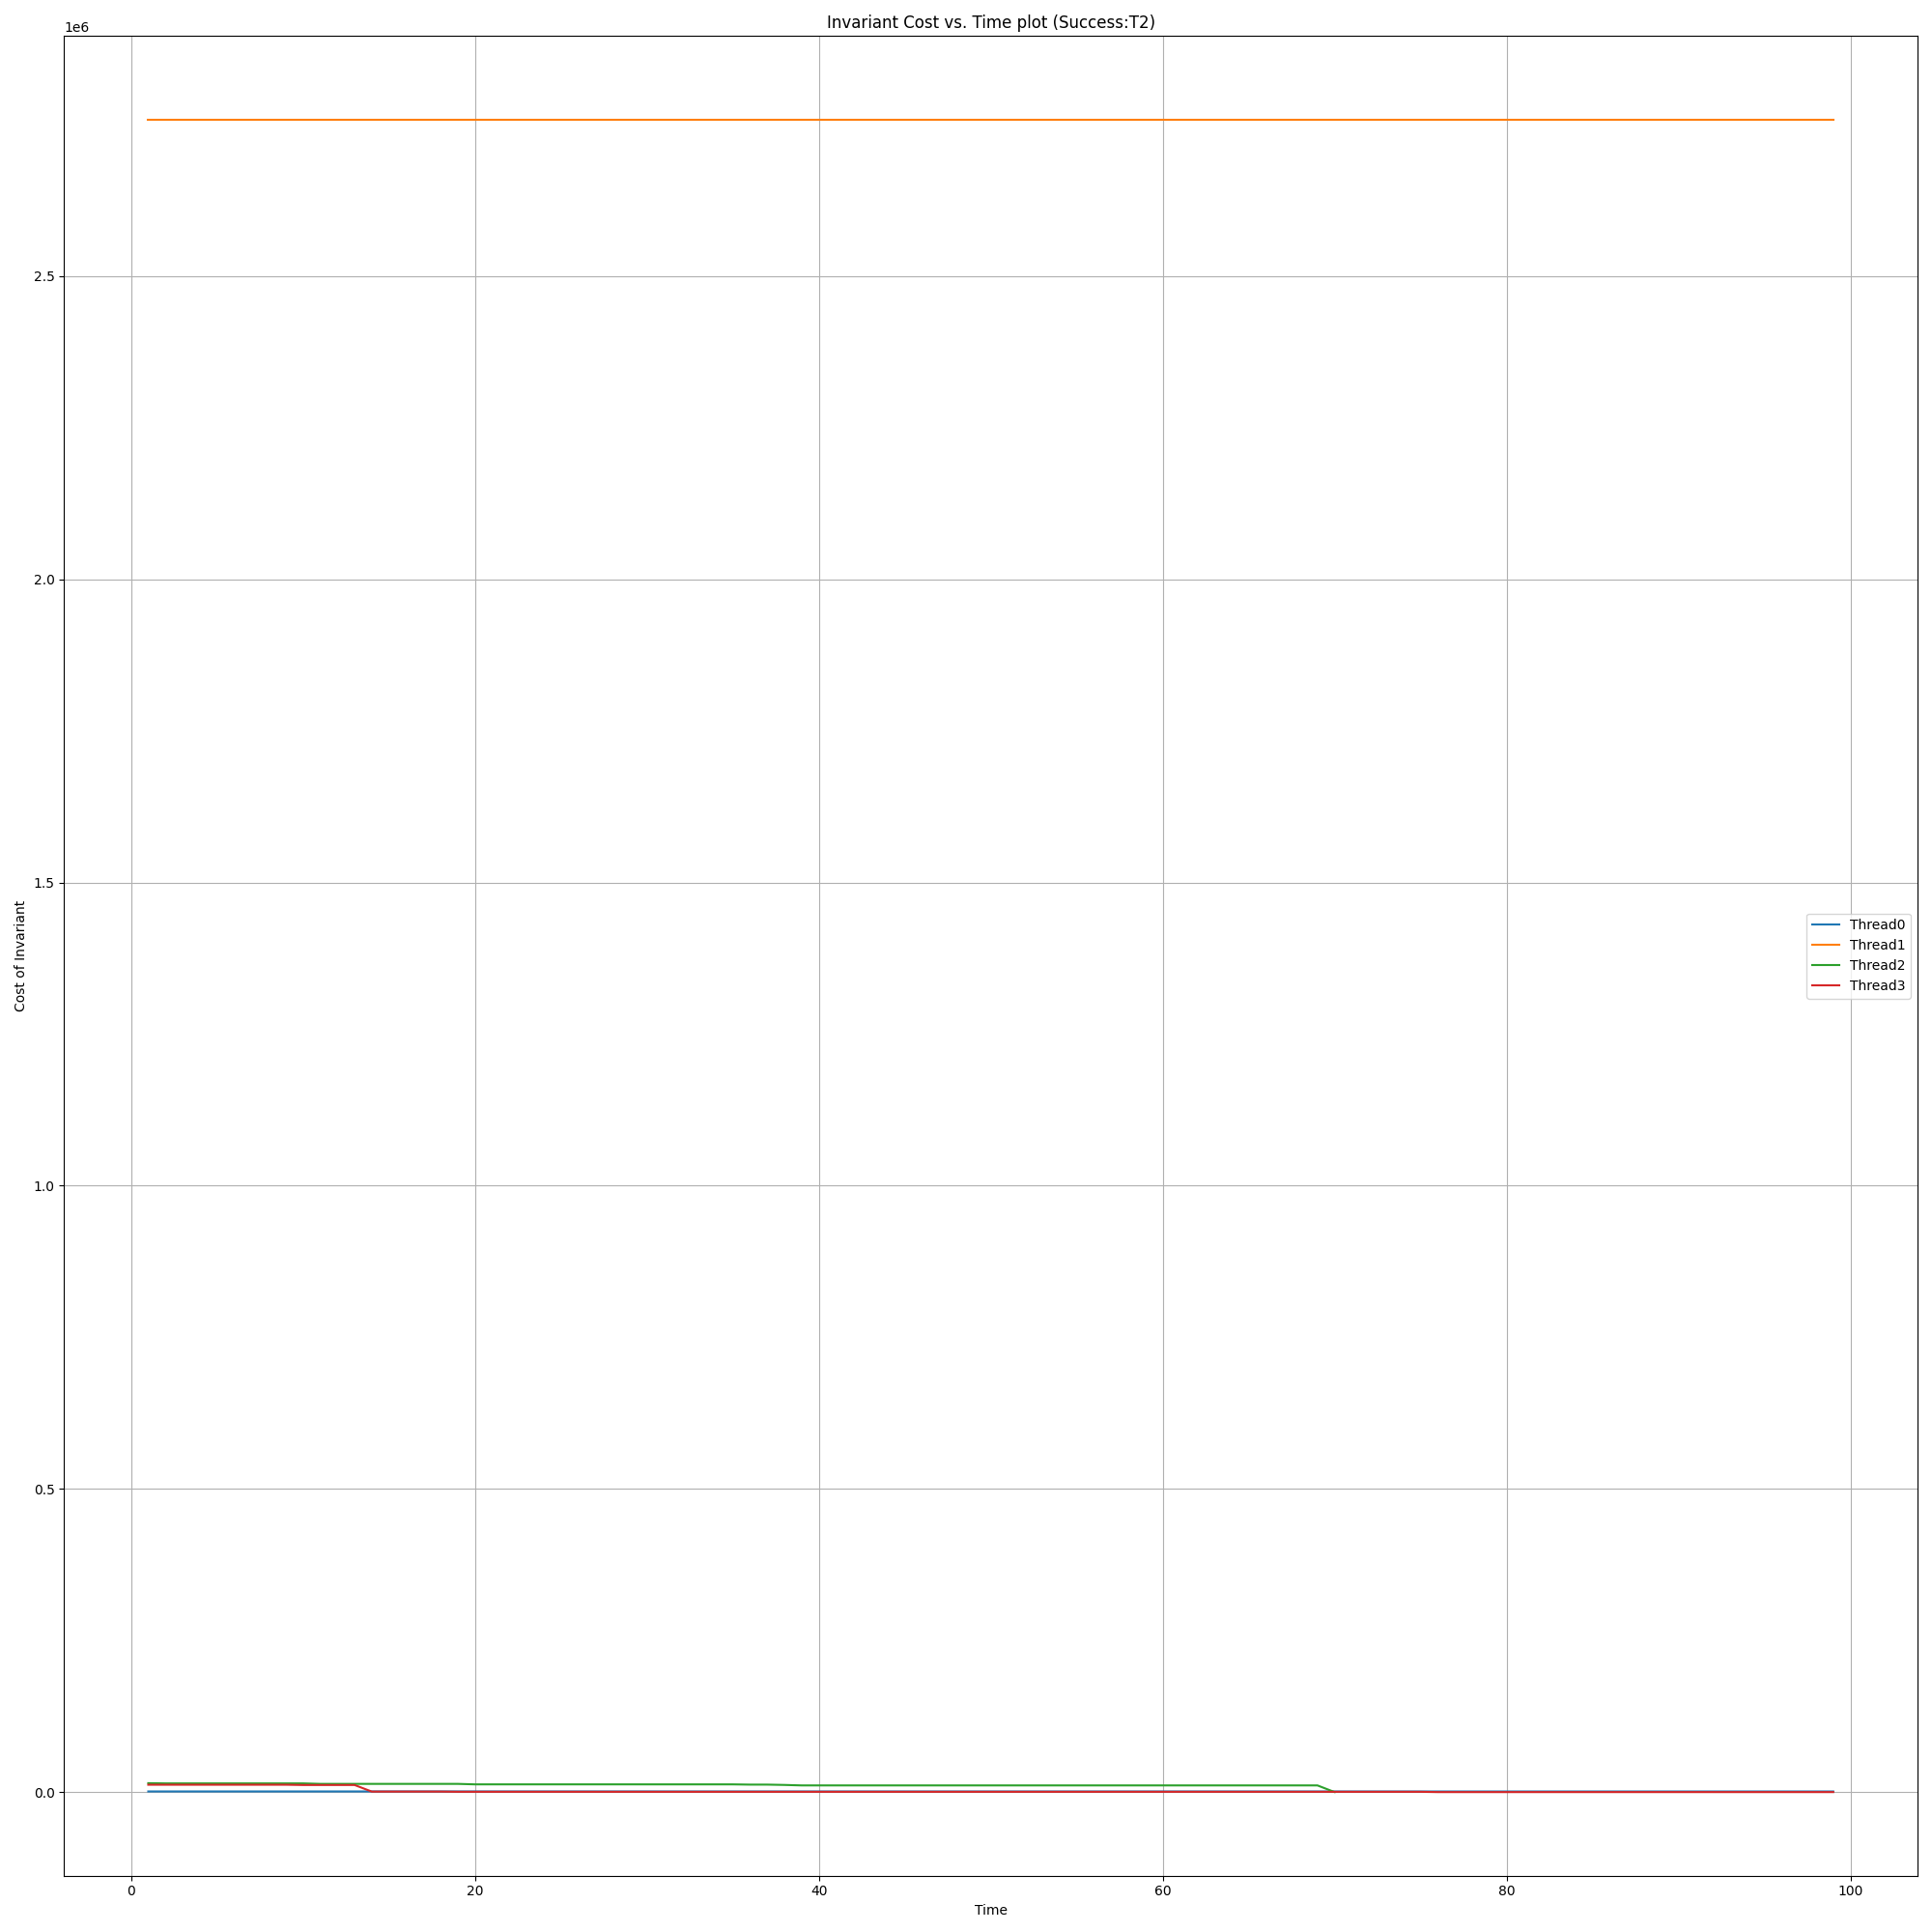 Invariant Cost vs. Time plot (Success:T2)
1e6
2.5
2.0
1.5
1.0
0.5
0.0
Cost of Invariant
Thread0
Thread1
Thread2
Thread3
0 20 40 60 80 100
Time